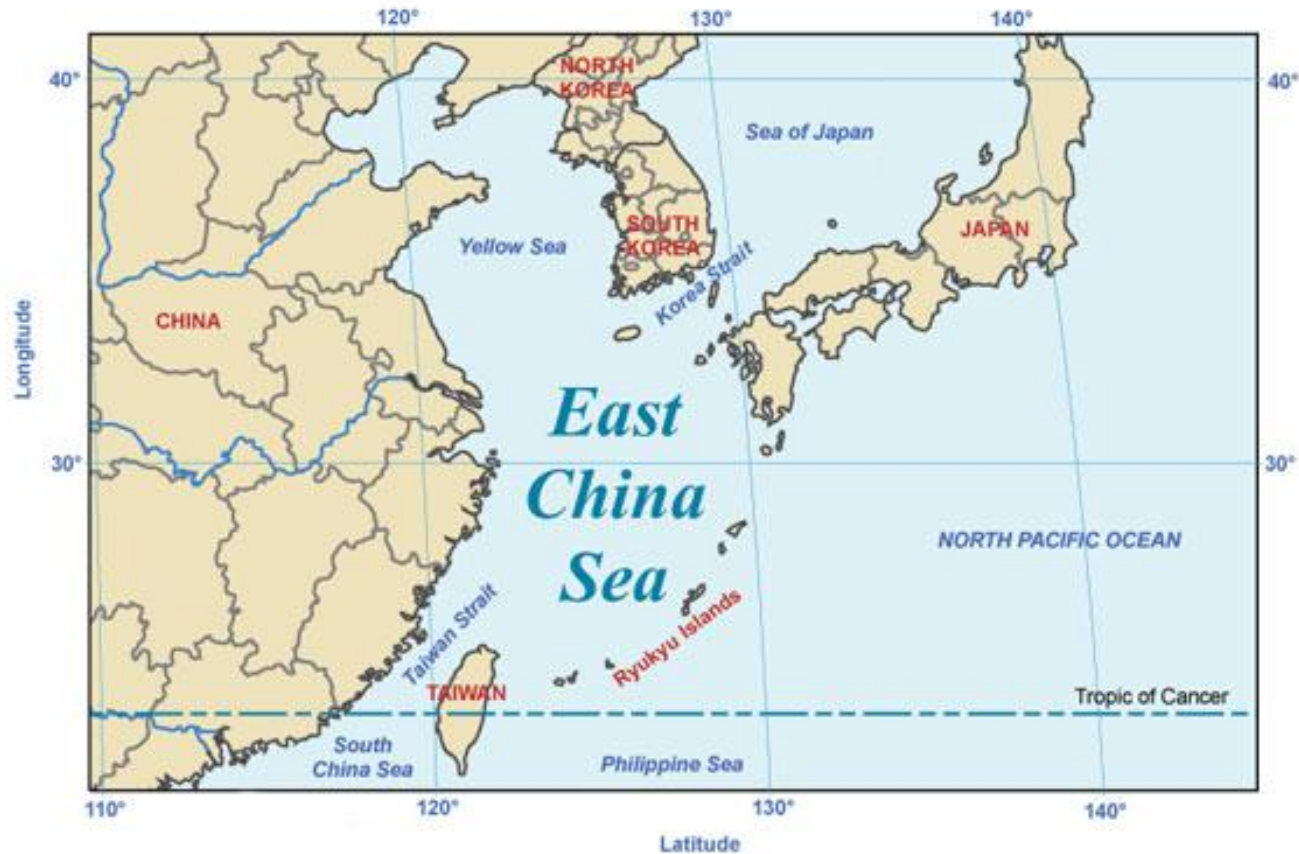 120°
130°
140°
40°
40°
NORTH
KOREA
Sea of Japan
SOUTH
KOREA
JAPAN
Yellow Sea
Korea Strait
CHINA
Longitude
East
China
Sea
30°
30°
NORTH PACIFIC OCEAN
Taiwan Strait
Ryukyu Islands
TAIWAN
Tropic of Cancer
South
China Sea
Philippine Sea
110°
120°
130°
140°
Latitude